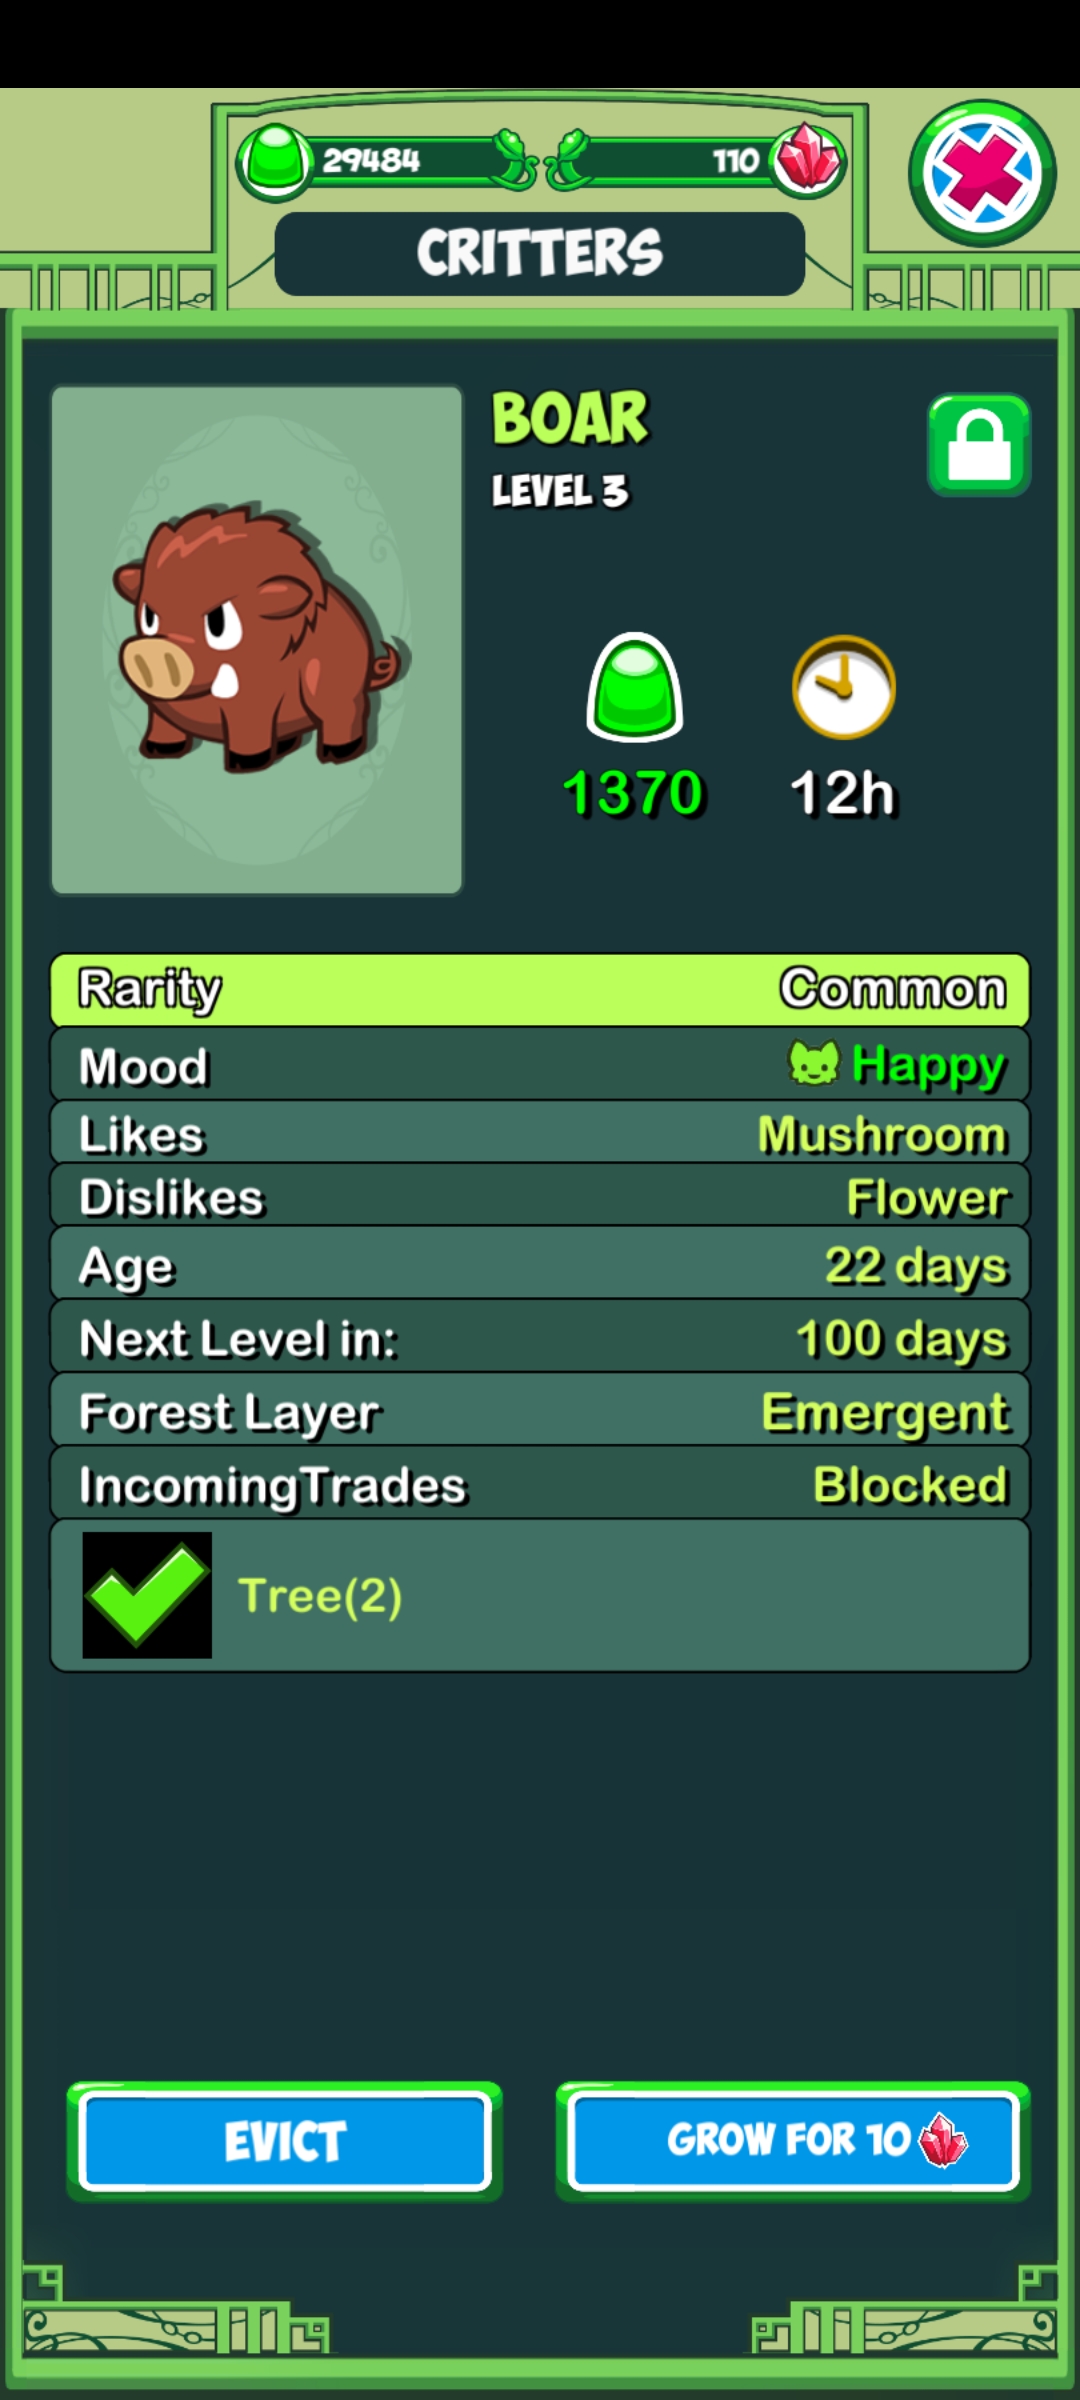 29484
110
CRITTERS
BOAR
LEVEL 3
1370
12h
Rarity Common
Mood Happy
Likes Mushroom
Dislikes Flower
Age 22 days
Next Level in: 100 days
Forest Layer Emergent
IncomingTrades Blocked
Tree(2)
EVICT
GROW FOR 10